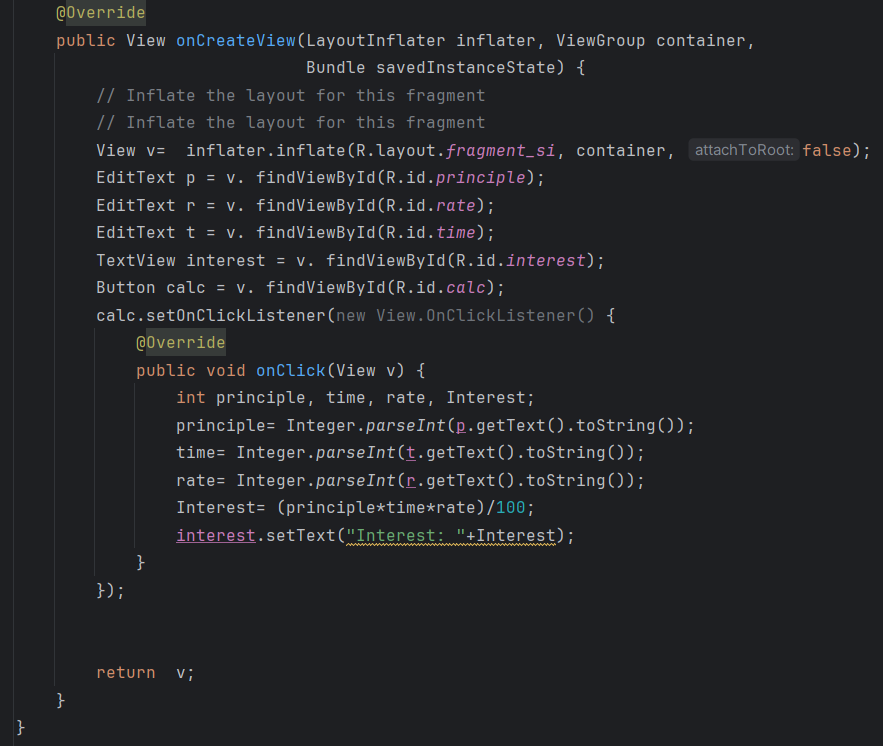 @Override
public View onCreateView(LayoutInflater inflater, ViewGroup container,
Bundle savedInstanceState) {
// Inflate the layout for this fragment
// Inflate the layout for this fragment
View v=  inflater.inflate(R.layout.fragment_si, container, attachToRoot: false);
EditText p = v. findViewById(R.id.principle);
EditText r = v. findViewById(R.id.rate);
EditText t = v. findViewById(R.id.time);
TextView interest = v. findViewById(R.id.interest);
Button calc = v. findViewById(R.id.calc);
calc.setOnClickListener(new View.OnClickListener() {
@Override
public void onClick(View v) {
int principle, time, rate, Interest;
principle= Integer.parseInt(p.getText().toString());
time= Integer.parseInt(t.getText().toString());
rate= Integer.parseInt(r.getText().toString());
Interest= (principle*time*rate)/100;
interest.setText("Interest: "+Interest);
}
});
return  v;
}
}